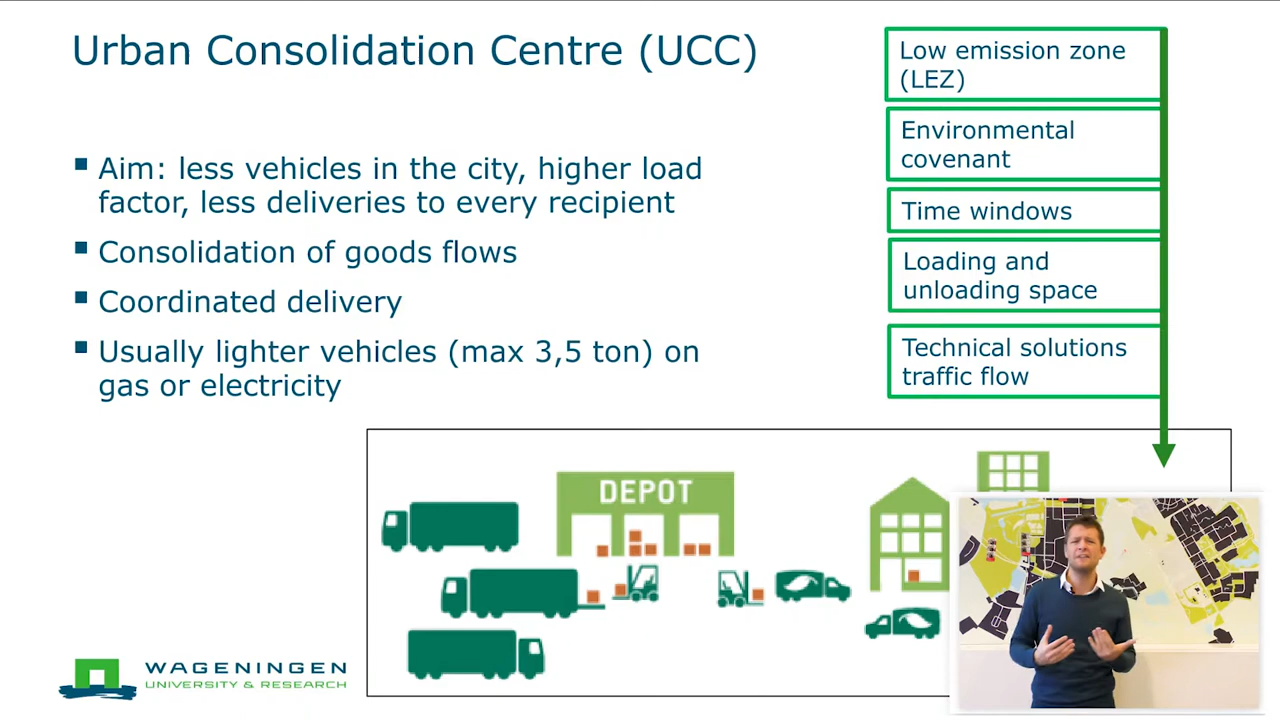 Urban Consolidation Centre (UCC)
Aim: less vehicles in the city, higher load
factor, less deliveries to every recipient
Consolidation of goods flows
Coordinated delivery
Usually lighter vehicles (max 3,5 ton) on
gas or electricity
Low emission zone
(LEZ)
Environmental
covenant
Time windows
Loading and
unloading space
Technical solutions
traffic flow
DEPOT
WAGENINGEN
UNIVERSITY & RESEARCH